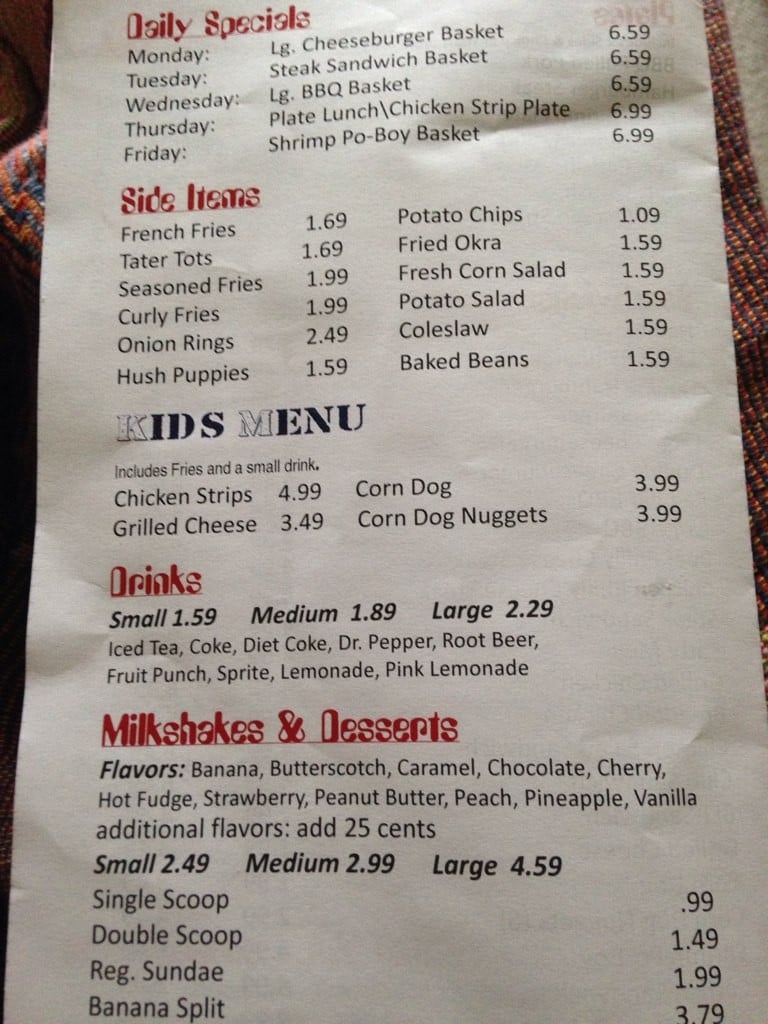 Daily Specials
Monday: Lg. Cheeseburger Basket 6.59
Tuesday: Steak Sandwich Basket 6.59
Wednesday: Lg. BBQ Basket 6.59
Thursday: Plate Lunch\Chicken Strip Plate 6.99
Friday: Shrimp Po-Boy Basket 6.99
Side Items
French Fries 1.69 Potato Chips 1.09
Tater Tots 1.69 Fried Okra 1.59
Seasoned Fries 1.99 Fresh Corn Salad 1.59
Curly Fries 1.99 Potato Salad 1.59
Onion Rings 2.49 Coleslaw 1.59
Hush Puppies 1.59 Baked Beans 1.59
KIDS MENU
Includes Fries and a small drink.
Chicken Strips 4.99 Corn Dog 3.99
Grilled Cheese 3.49 Corn Dog Nuggets 3.99
Drinks
Small 1.59 Medium 1.89 Large 2.29
Iced Tea, Coke, Diet Coke, Dr. Pepper, Root Beer,
Fruit Punch, Sprite, Lemonade, Pink Lemonade
Milkshakes & Desserts
Flavors: Banana, Butterscotch, Caramel, Chocolate, Cherry,
Hot Fudge, Strawberry, Peanut Butter, Peach, Pineapple, Vanilla
additional flavors: add 25 cents
Small 2.49 Medium 2.99 Large 4.59
Single Scoop .99
Double Scoop 1.49
Reg. Sundae 1.99
Banana Split 3.79